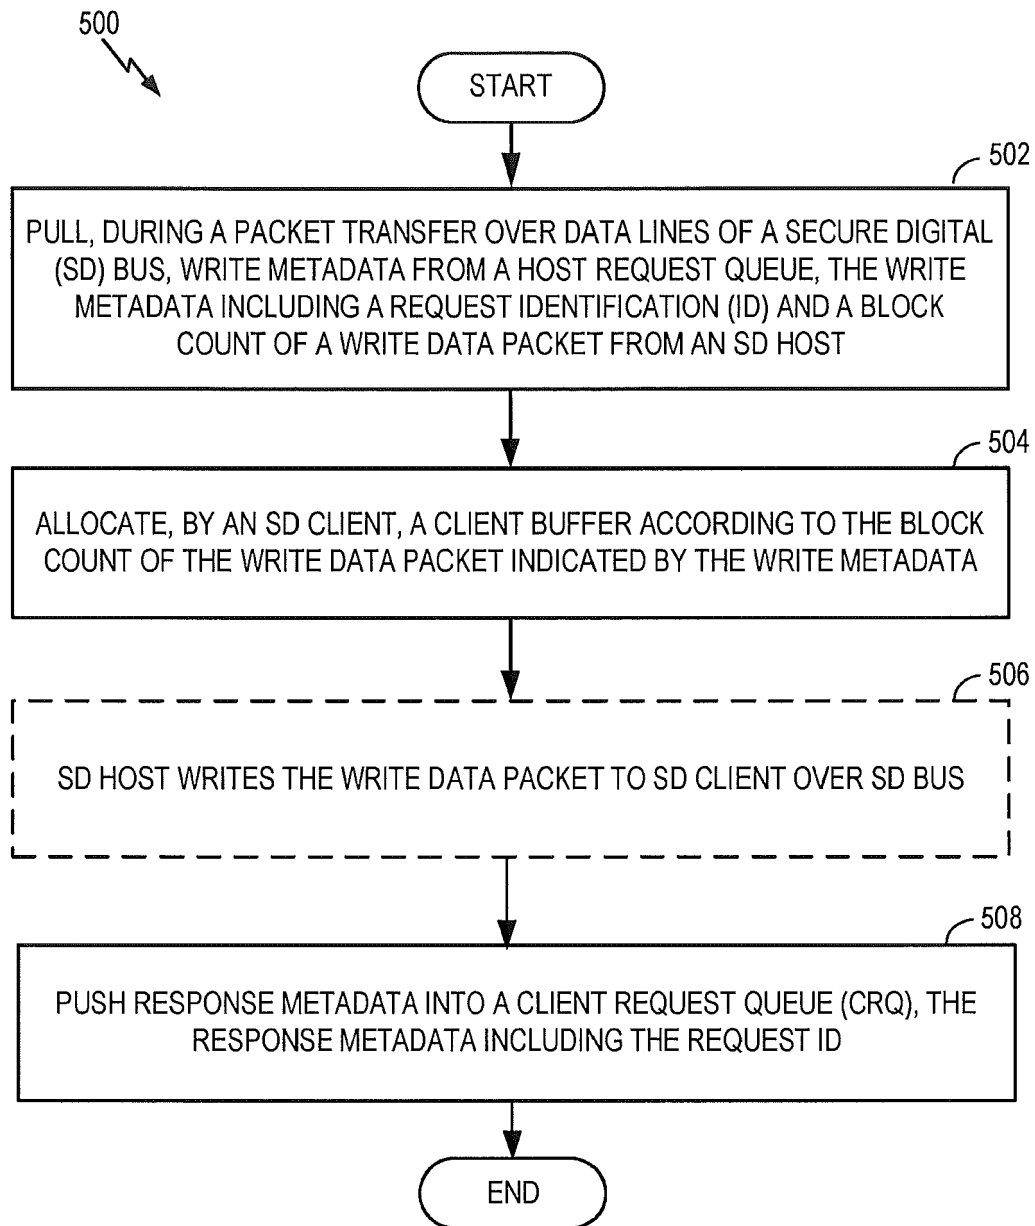 500
START
502
PULL, DURING A PACKET TRANSFER OVER DATA LINES OF A SECURE DIGITAL
(SD) BUS, WRITE METADATA FROM A HOST REQUEST QUEUE, THE WRITE
METADATA INCLUDING A REQUEST IDENTIFICATION (ID) AND A BLOCK
COUNT OF A WRITE DATA PACKET FROM AN SD HOST
504
ALLOCATE, BY AN SD CLIENT, A CLIENT BUFFER ACCORDING TO THE BLOCK
COUNT OF THE WRITE DATA PACKET INDICATED BY THE WRITE METADATA
506
SD HOST WRITES THE WRITE DATA PACKET TO SD CLIENT OVER SD BUS
508
PUSH RESPONSE METADATA INTO A CLIENT REQUEST QUEUE (CRQ), THE
RESPONSE METADATA INCLUDING THE REQUEST ID
END